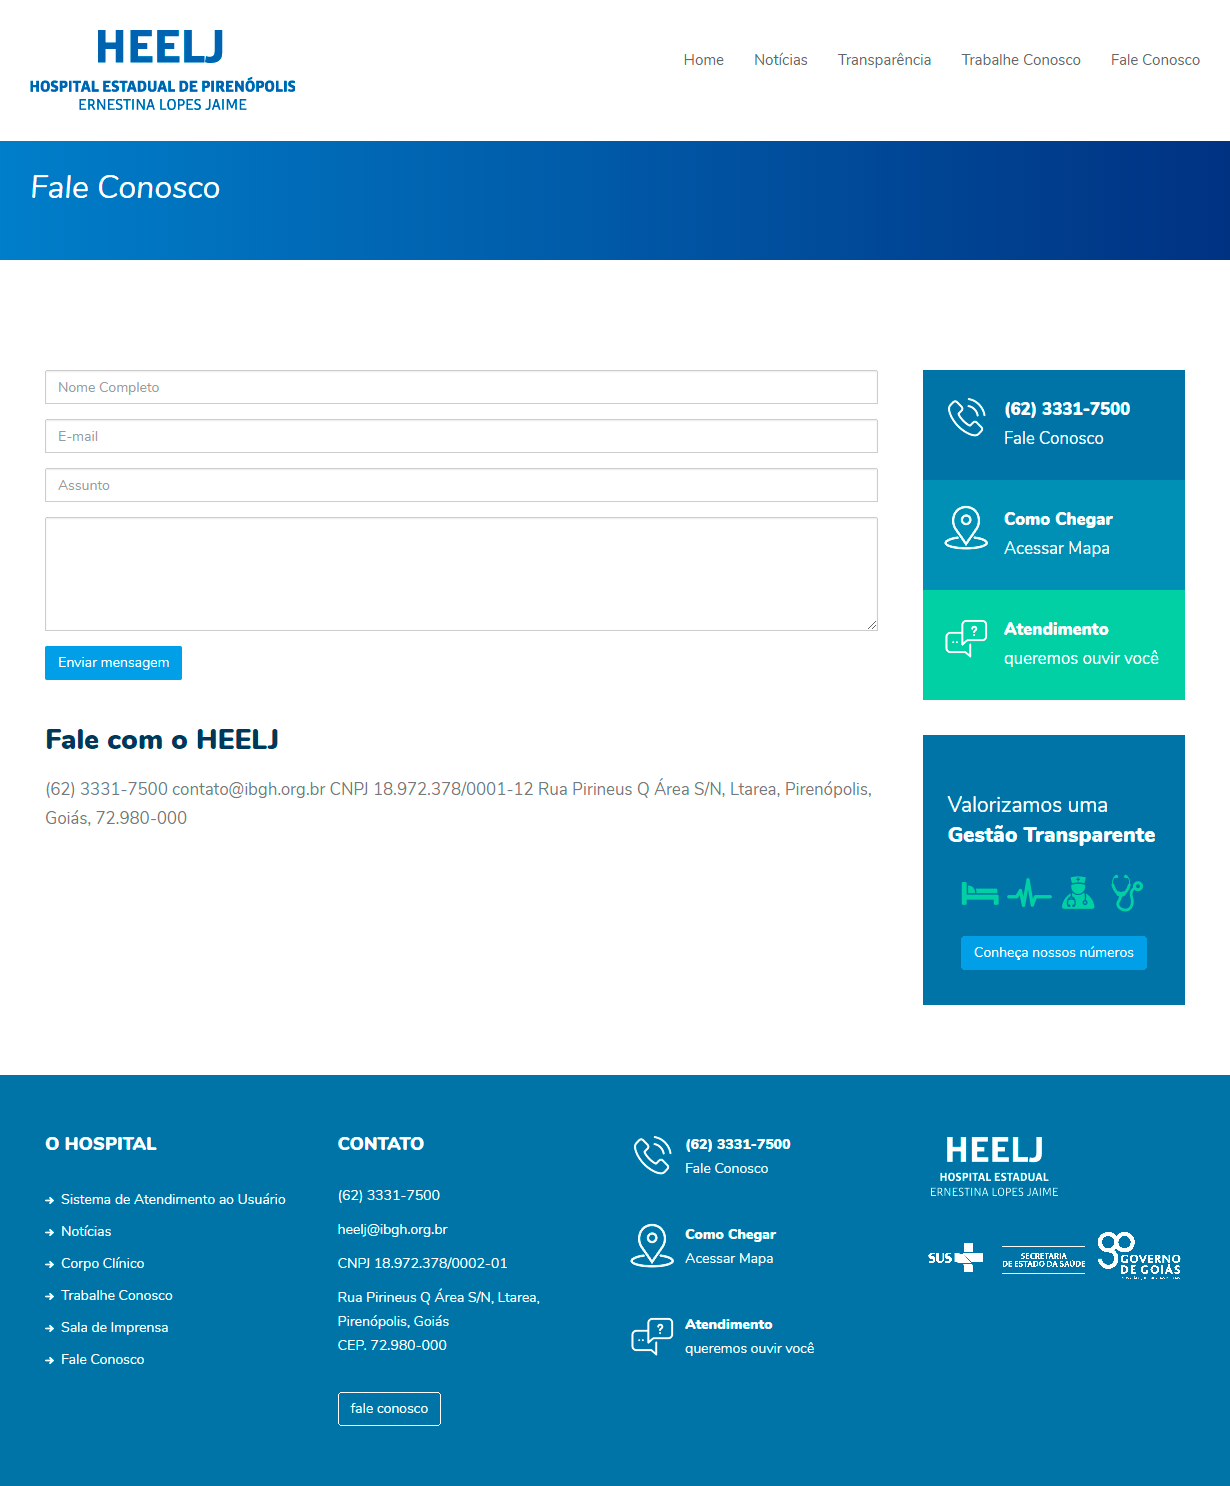 HEELJ
HOSPITAL ESTADUAL DE PIRENÓPOLIS
ERNESTINA LOPES JAIME
Home
Notícias
Transparência
Trabalhe Conosco
Fale Conosco
Fale Conosco
Nome Completo
E-mail
Assunto
Enviar mensagem
Fale com o HEELJ
(62) 3331-7500 contato@ibgh.org.br CNPJ 18.972.378/0001-12 Rua Pirineus Q Área S/N, Ltarea, Pirenópolis,
Goiás, 72.980-000
(62) 3331-7500
Fale Conosco
Como Chegar
Acessar Mapa
Atendimento
queremos ouvir você
Valorizamos uma
Gestão Transparente
Conheça nossos números
O HOSPITAL
Sistema de Atendimento ao Usuário
Notícias
Corpo Clínico
Trabalhe Conosco
Sala de Imprensa
Fale Conosco
CONTATO
(62) 3331-7500
heelj@ibgh.org.br
CNPJ 18.972.378/0002-01
Rua Pirineus Q Área S/N, Ltarea,
Pirenópolis, Goiás
CEP. 72.980-000
fale conosco
(62) 3331-7500
Fale Conosco
Como Chegar
Acessar Mapa
Atendimento
queremos ouvir você
HEELJ
HOSPITAL ESTADUAL
ERNESTINA LOPES JAIME
SUS
SECRETARIA
DE ESTADO DA SAÚDE
GOVERNO
DE GOIÁS